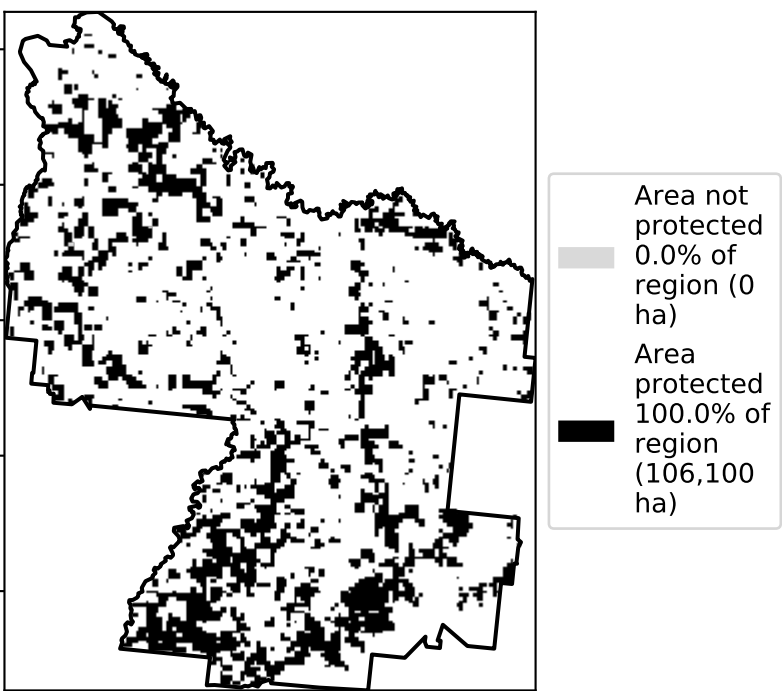 Area not
protected
0.0% of
region (0
ha)
Area
protected
100.0% of
region
(106,100
ha)